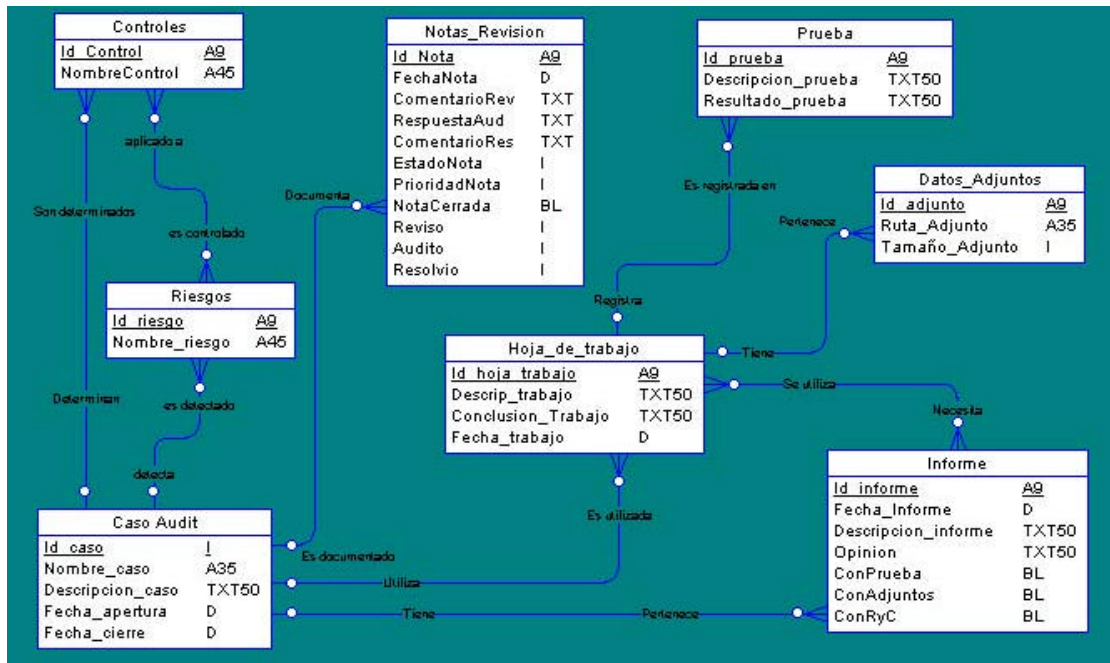 Controles
Id_Control A9
NombreControl A45
Notas_Revision
Id_Nota A9
FechaNota D
ComentarioRev TXT
RespuestaAud TXT
ComentarioRes TXT
EstadoNota I
PrioridadNota I
NotaCerrada BL
Reviso I
Audito I
Resolvio I
Prueba
Id_prueba A9
Descripcion_prueba TXT50
Resultado_prueba TXT50
Datos_Adjuntos
Id_adjunto A9
Ruta_Adjunto A35
Tamaño_Adjunto I
aplicado a
Son determinados
es controlado
Documenta
Es registrada en
Pertenece
Riesgos
Id_riesgo A9
Nombre_riesgo A45
Registra
Hoja_de_trabajo
Id_hoja_trabajo A9
Descrip_trabajo TXT50
Conclusion_Trabajo TXT50
Fecha_trabajo D
Tiene
Se utiliza
Necesita
Determinan
es detectado
detecta
Es utilizada
Informe
Id_informe A9
Fecha_Informe D
Descripcion_informe TXT50
Opinion TXT50
ConPrueba BL
ConAdjuntos BL
ConRyC BL
Caso Audit
Id_caso I
Nombre_caso A35
Descripcion_caso TXT50
Fecha_apertura D
Fecha_cierre D
Es documentado
Utiliza
Tiene
Pertenece